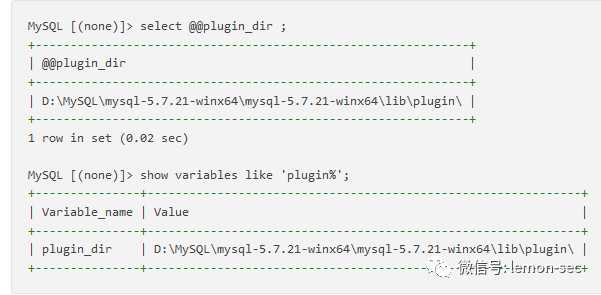 MySQL [(none)]> select @@plugin_dir ;
+------------------------------------------------------+
| @@plugin_dir                                         |
+------------------------------------------------------+
| D:\MySQL\mysql-5.7.21-winx64\mysql-5.7.21-winx64\lib\plugin\ |
+------------------------------------------------------+
1 row in set (0.02 sec)
MySQL [(none)]> show variables like 'plugin%';
+---------------+------------------------------------------------------+
| Variable_name | Value                                                |
+---------------+------------------------------------------------------+
| plugin_dir    | D:\MySQL\mysql-5.7.21-winx64\mysql-5.7.21-winx64\lib\plugin\ |
+---------------+------------------------------------------------------+
微信号:lemon-sec